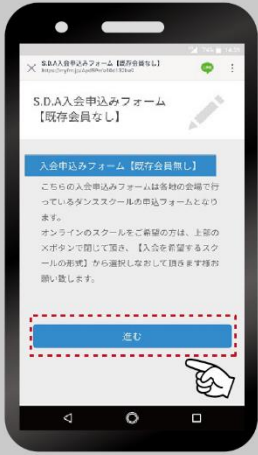 S.D.A入会申込みフォーム【既存会員なし】
S.D.A入会申込みフォーム
【既存会員なし】
入会申込みフォーム【既存会員無し】
こちらの入会申込みフォームは各地の会場で行
っているダンススクールの申込フォームとなり
ます。
オンラインのスクールをご希望の方は、上部の
×ボタンで閉じて頂き、【入会を希望するスク
ールの形式】から選択しなおして頂きます様お
願い致します。
進む